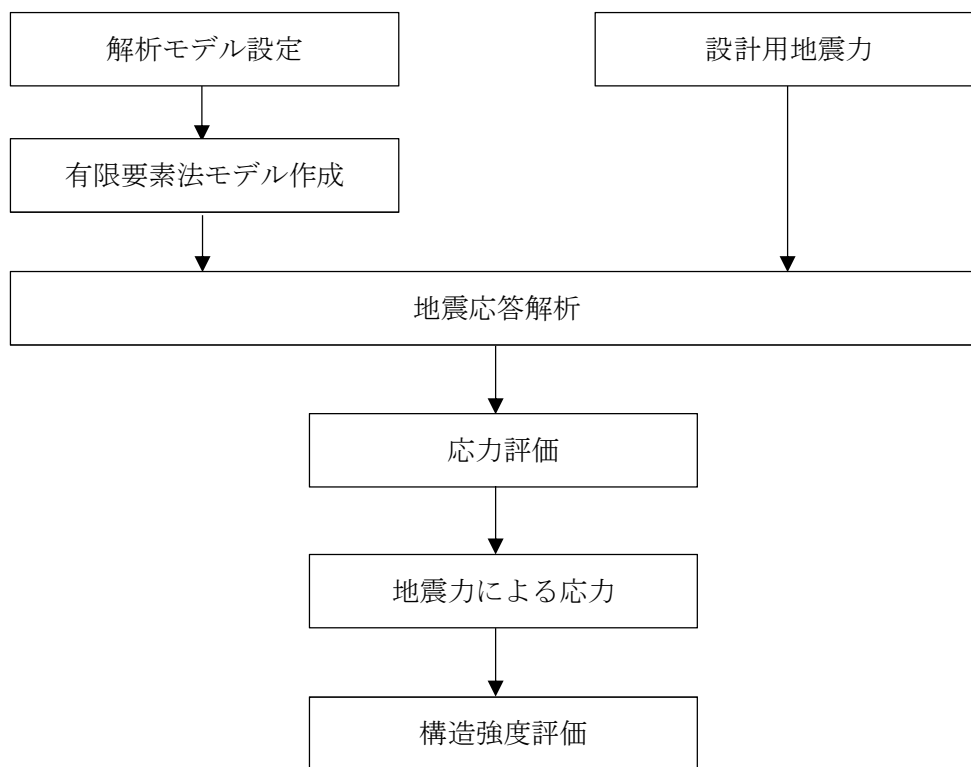 解析モデル設定
設計用地震力
有限要素法モデル作成
地震応答解析
応力評価
地震力による応力
構造強度評価